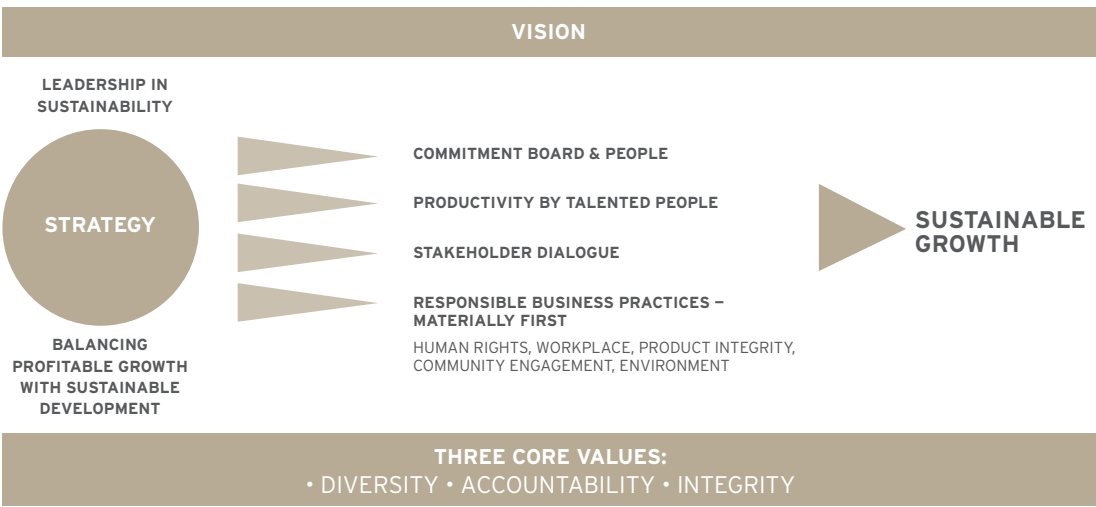 VISION
LEADERSHIP IN
SUSTAINABILITY
STRATEGY
BALANCING
PROFITABLE GROWTH
WITH SUSTAINABLE
DEVELOPMENT
COMMITMENT BOARD & PEOPLE
PRODUCTIVITY BY TALENTED PEOPLE
STAKEHOLDER DIALOGUE
RESPONSIBLE BUSINESS PRACTICES –
MATERIALLY FIRST
HUMAN RIGHTS, WORKPLACE, PRODUCT INTEGRITY,
COMMUNITY ENGAGEMENT, ENVIRONMENT
SUSTAINABLE
GROWTH
THREE CORE VALUES:
• DIVERSITY • ACCOUNTABILITY • INTEGRITY